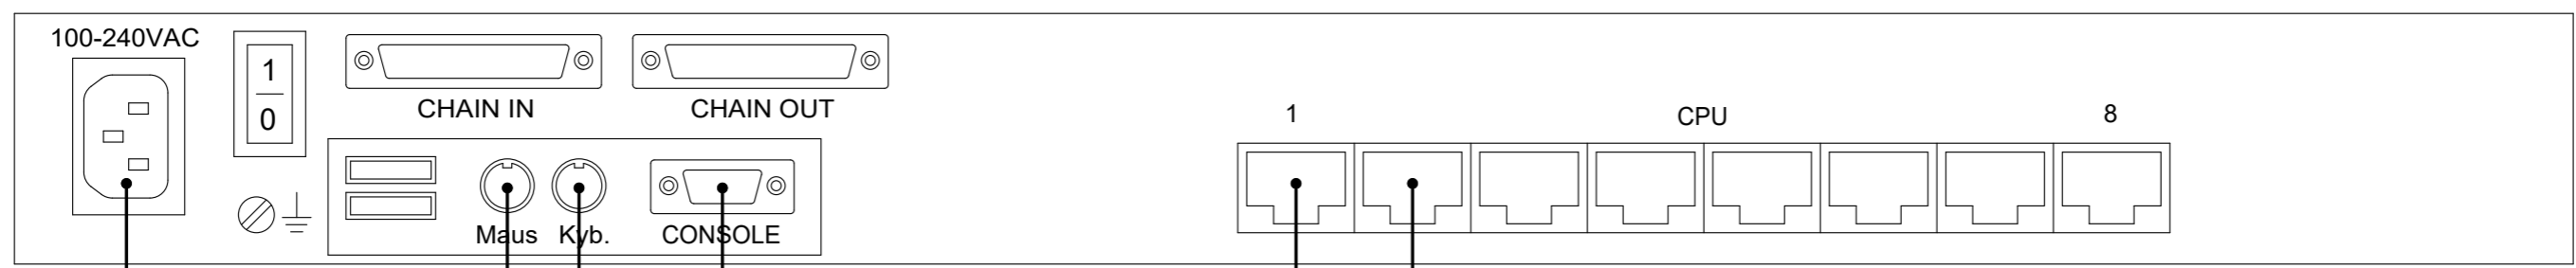 100-240VAC
1
0
CHAIN IN
CHAIN OUT
1
CPU
8
Maus
Kyb.
CONSOLE